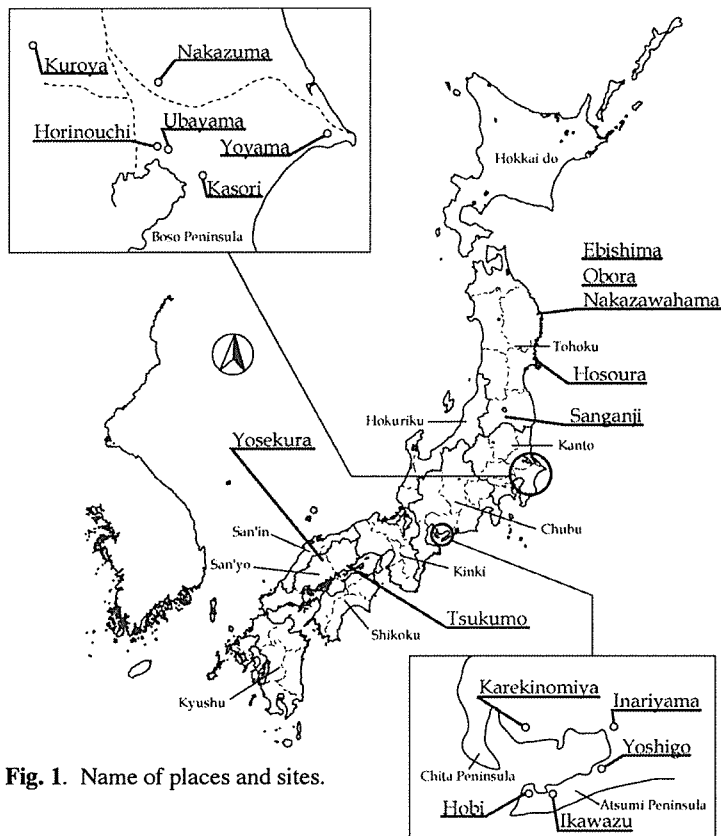 Kuroya
Nakazuma
Horinouchi
Ubayama
Yoyama
Kasori
Boso Peninsula
Hokkai do
Ebishima
Obora
Nakazawahama
Tohoku
Hosoura
Sanganji
Hokuriku
Kanto
Yosekura
Chubu
San'in
San'yo
Kinki
Tsukumo
Shikoku
Kyushu
Karekinomiya
Inariyama
Yoshigo
Chita Peninsula
Hobi
Atsumi Peninsula
Ikawazu
Fig. 1. Name of places and sites.